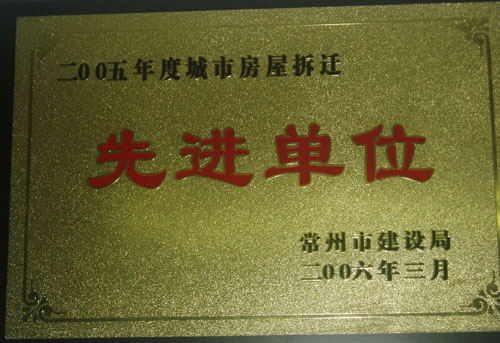 二00五年度城市房屋拆迁
先进单位
常州市建设局
二00六年三月